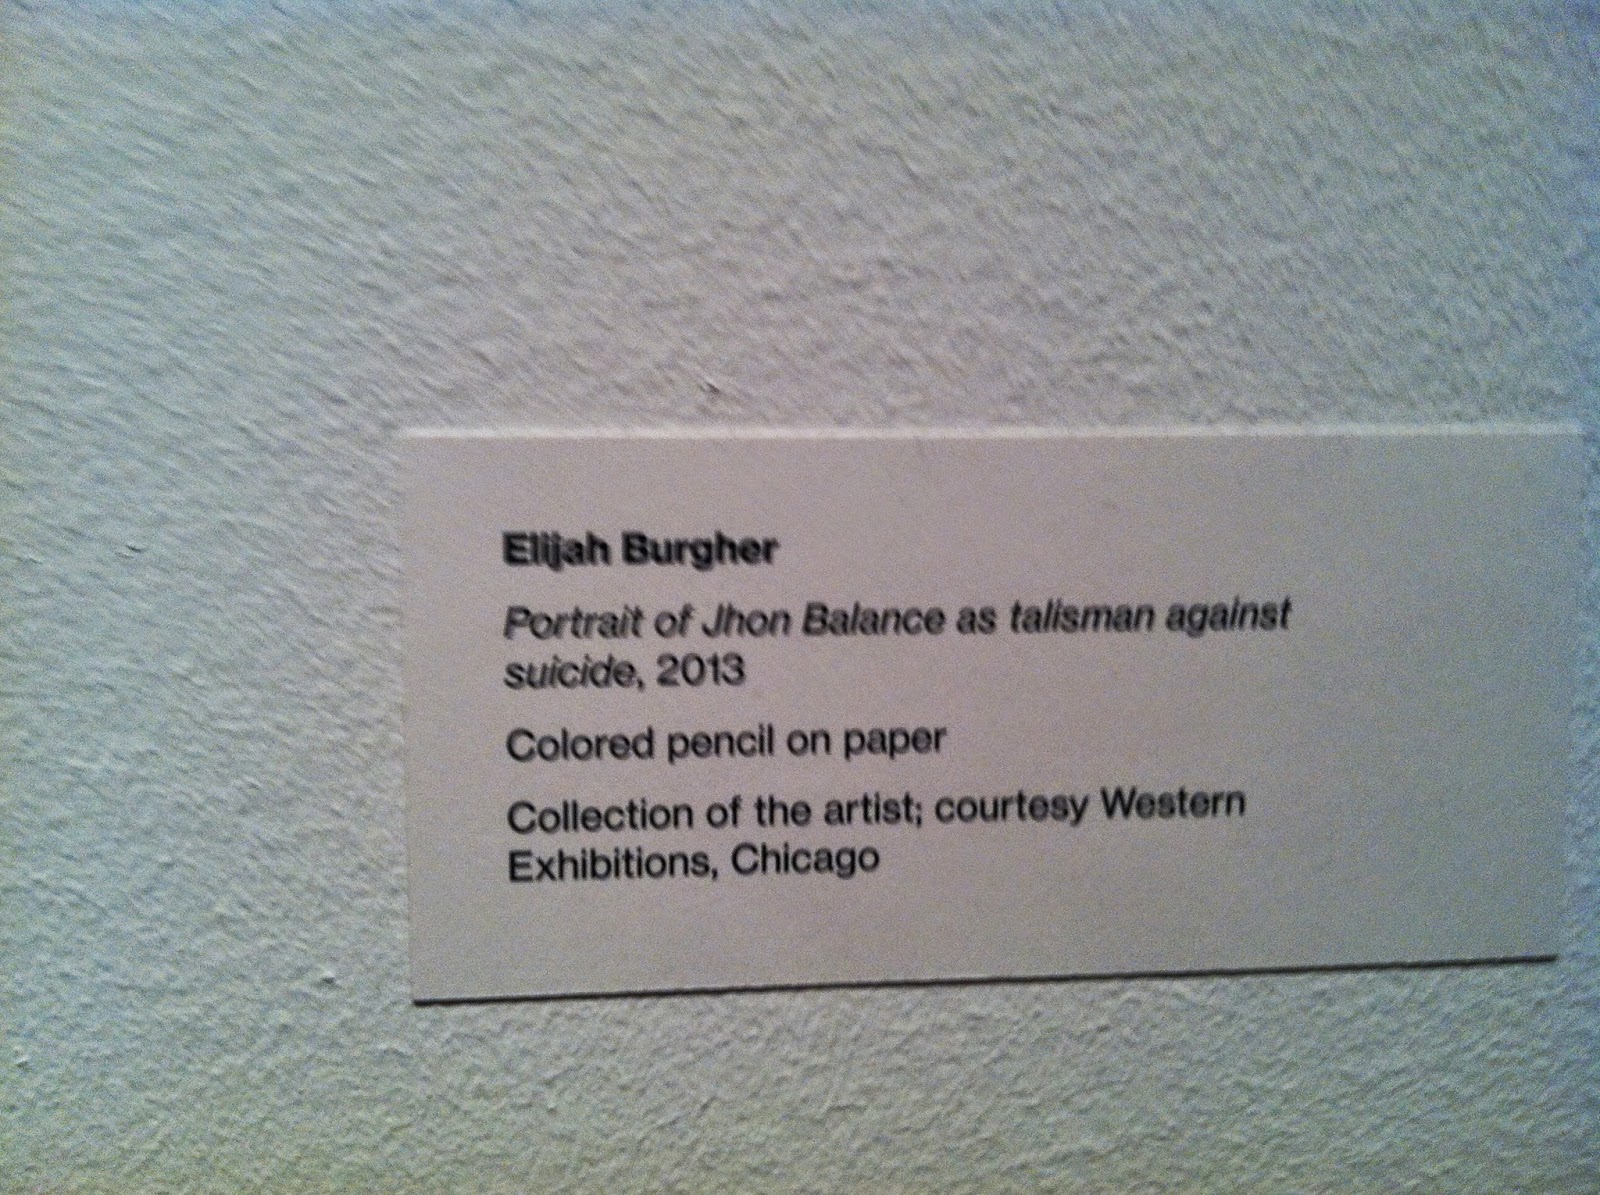 Elijah Burgher
Portrait of Jhon Balance as talisman against
suicide, 2013
Colored pencil on paper
Collection of the artist; courtesy Western
Exhibitions, Chicago